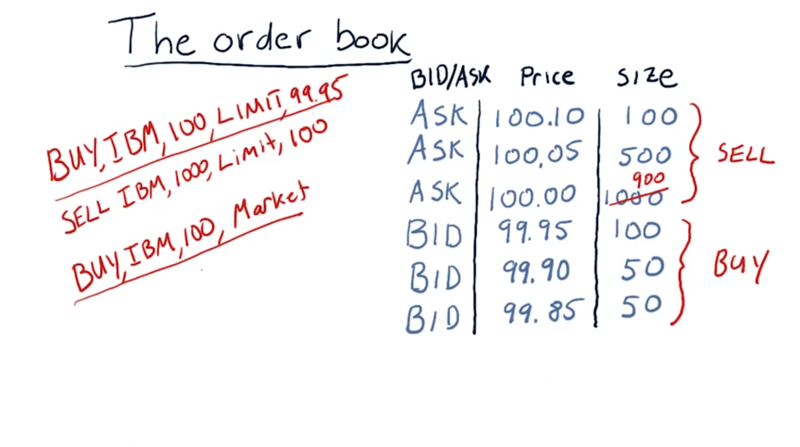 The order book
BUY, IBM, 100, LIMIT, 99.95
SELL IBM, 1000, Limit, 100
BUY, IBM, 100, Market
BID/ASK Price SIZE
ASK 100.10 100
ASK 100.05 500
900
ASK 100.00 1000
BID 99.95 100
BID 99.90 50
BID 99.85 50
SELL
BUY